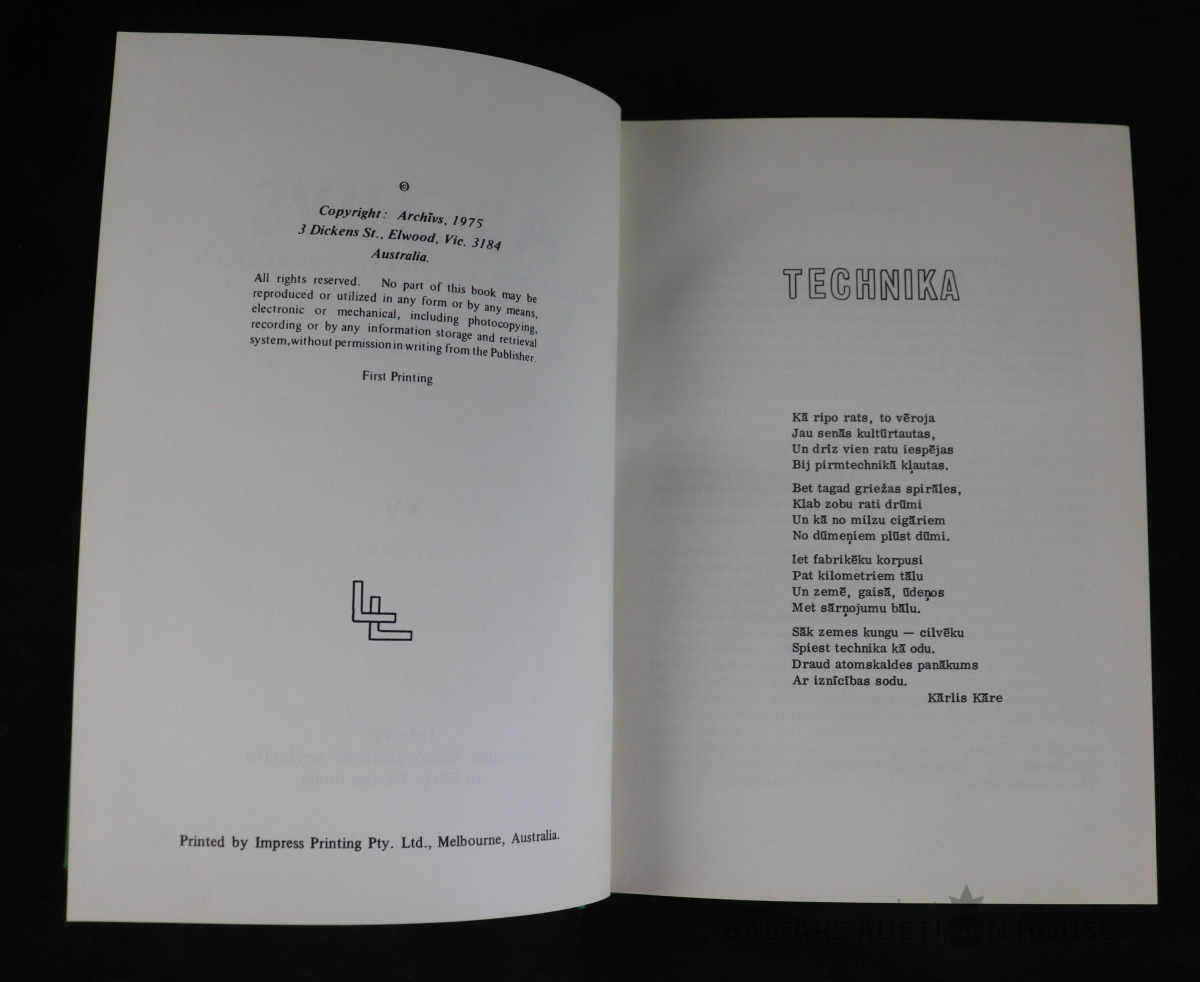 ©
Copyright: Archīvs, 1975
3 Dickens St., Elwood, Vic. 3184
Australia.
All rights reserved. No part of this book may be
reproduced or utilized in any form or by any means,
electronic or mechanical, including photocopying,
recording or by any information storage and retrieval
system, without permission in writing from the Publisher.
First Printing
Printed by Impress Printing Pty. Ltd., Melbourne, Australia.
TECHNIKA
Kā ripo rats, to vēroja
Jau senās kultūrtautas,
Un drīz vien ratu iespējas
Bij pirmtechnikā kļautas.
Bet tagad griežas spirāles,
Klab zobu rati drūmi
Un kā no milzu cigāriem
No dūmeņiem plūst dūmi.
Iet fabrikēku korpusi
Pat kilometriem tālu
Un zemē, gaisā, ūdeņos
Met sārņojumu bālu.
Sāk zemes kungu — cilvēku
Spiest technika kā odu.
Draud atomskaldes panākums
Ar iznīcības sodu.
Kārlis Kāre
BALTARS AUCTION HOUSE